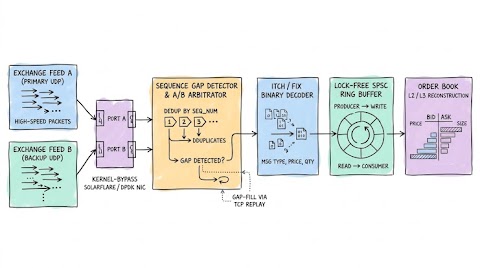 EXCHANGE FEED A
(PRIMARY UDP)
HIGH-SPEED PACKETS
EXCHANGE FEED B
(BACKUP UDP)
PORT A
PORT B
KERNEL-BYPASS
SOLARFLARE/DPDK NIC
SEQUENCE GAP DETECTOR
& A/B ARBITRATOR
DEDUP BY SEQ_NUM
1
2
3
...
DDUPLICATES
GAP DETECTED?
GAP-FILL VIA
TCP REPLAY
ITCH / FIX
BINARY DECODER
MSG TYPE, PRICE, QTY
LOCK-FREE SPSC
RING BUFFER
PRODUCER → WRITE
READ → CONSUMER
ORDER BOOK
L2/L3 RECONSTRUCTION
BID
ASK
PRICE
SIZE